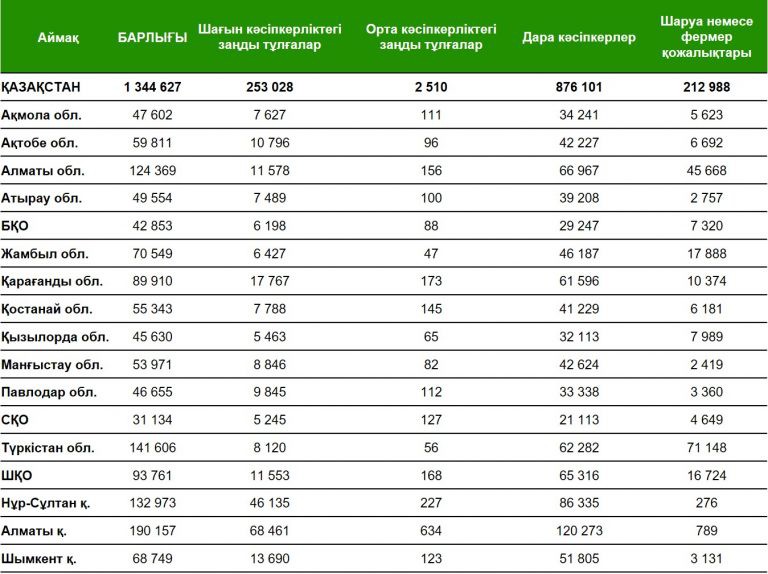 Аймақ БАРЛЫҒЫ Шағын кәсіпкерліктегі заңды тұлғалар Орта кәсіпкерліктегі заңды тұлғалар Дара кәсіпкерлер Шаруа немесе фермер қожалықтары
ҚАЗАҚСТАН 1 344 627 253 028 2 510 876 101 212 988
Ақмола обл. 47 602 7 627 111 34 241 5 623
Ақтобе обл. 59 811 10 796 96 42 227 6 692
Алматы обл. 124 369 11 578 156 66 967 45 668
Атырау обл. 49 554 7 489 100 39 208 2 757
БҚО 42 853 6 198 88 29 247 7 320
Жамбыл обл. 70 549 6 427 47 46 187 17 888
Қарағанды обл. 89 910 17 767 173 61 596 10 374
Қостанай обл. 55 343 7 788 145 41 229 6 181
Қызылорда обл. 45 630 5 463 65 32 113 7 989
Манғыстау обл. 53 971 8 846 82 42 624 2 419
Павлодар обл. 46 655 9 845 112 33 338 3 360
СҚО 31 134 5 245 127 21 113 4 649
Түркістан обл. 141 606 8 120 56 62 282 71 148
ШҚО 93 761 11 553 168 65 316 16 724
Нұр-Сұлтан қ. 132 973 46 135 227 86 335 276
Алматы қ. 190 157 68 461 634 120 273 789
Шымкент қ. 68 749 13 690 123 51 805 3 131